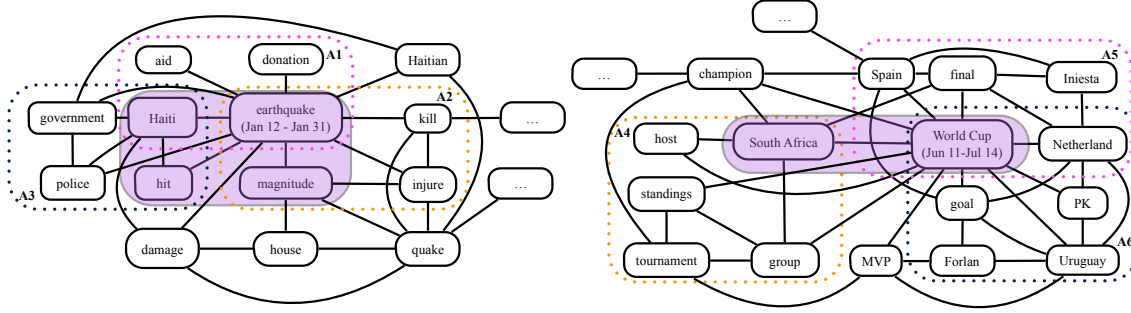 aid
donation
A1
Haitian
A2
government
Haiti
earthquake
(Jan 12 - Jan 31)
kill
...
A3
police
hit
magnitude
injure
...
damage
house
quake
...
...
champion
Spain
final
A5
Iniesta
A4
host
South Africa
World Cup
(Jun 11-Jul 14)
Netherland
standings
goal
PK
tournament
group
MVP
Forlan
Uruguay
A6